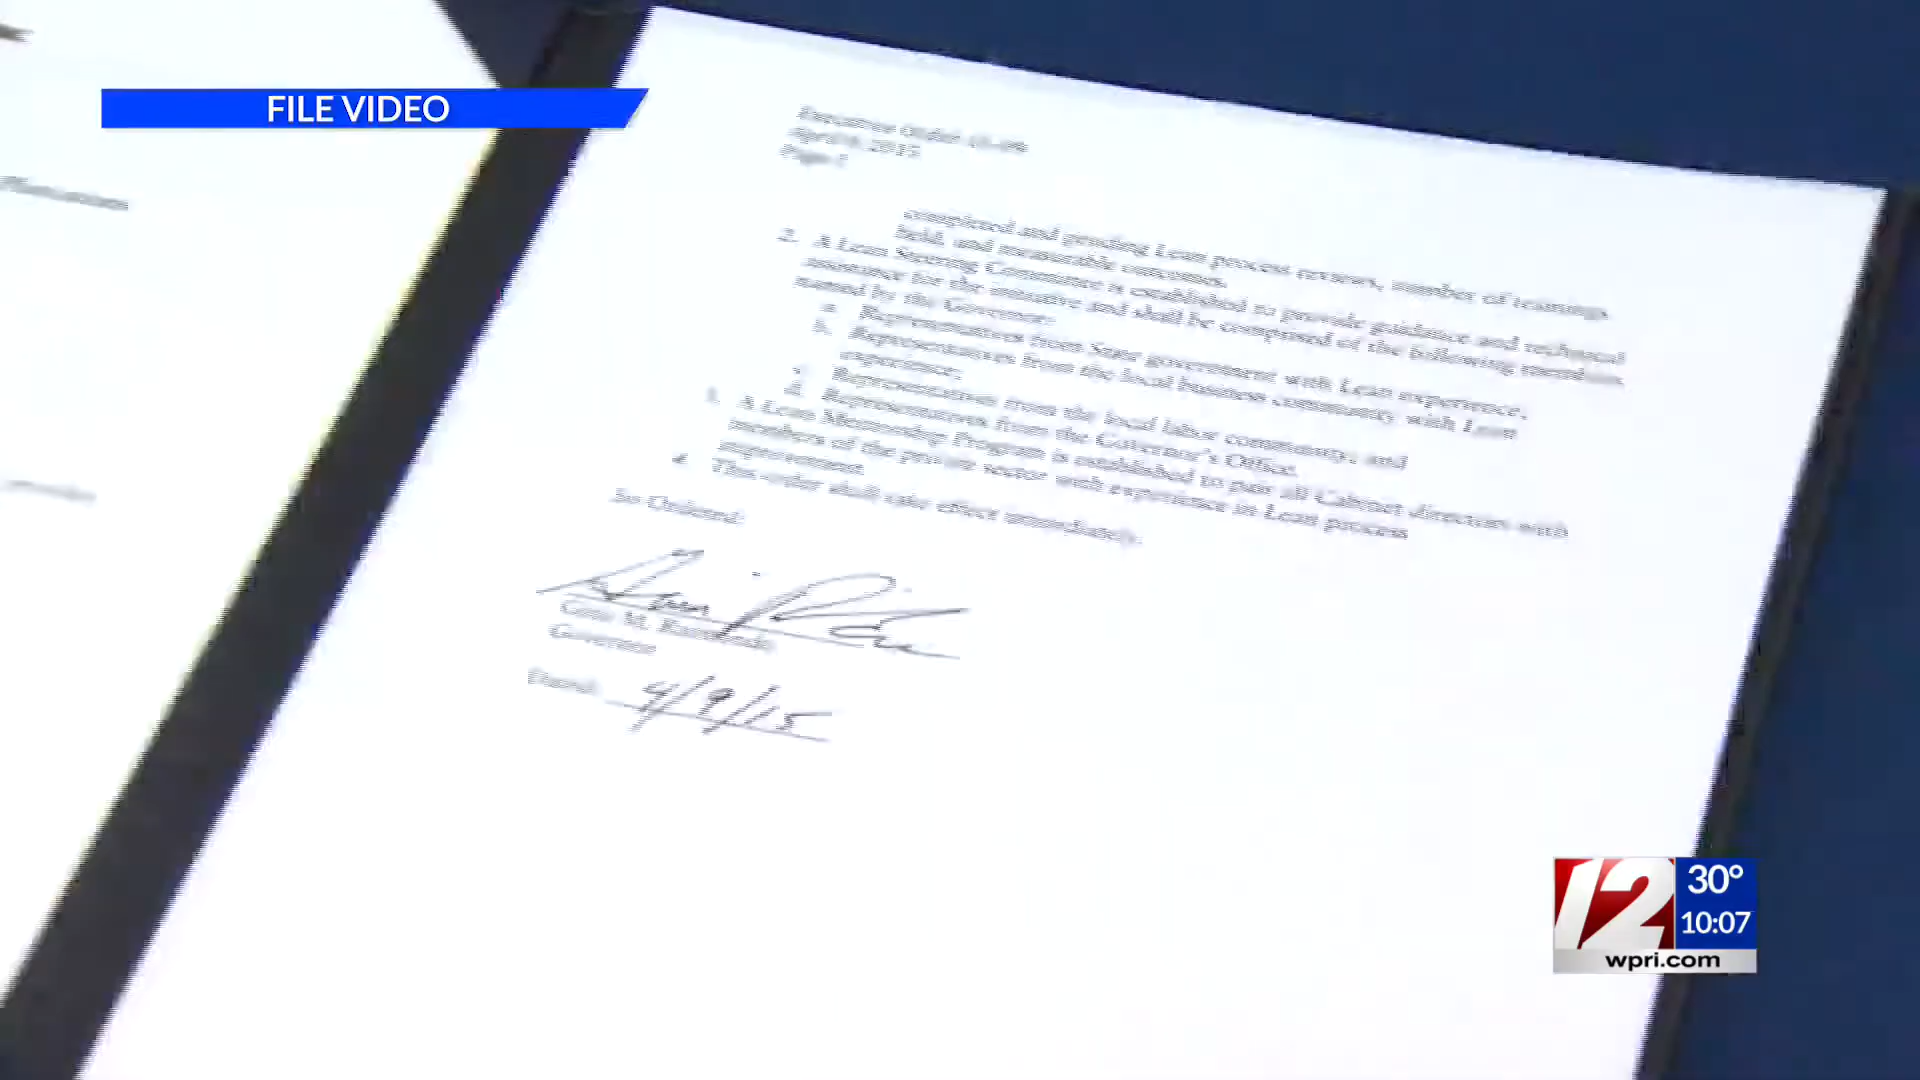 FILE VIDEO
Executive Order 15-09
April 9, 2015
Page 2
completed and pending Lean process reviews, number of trainings
held, and measurable outcomes.
2. A Lean Steering Committee is established to provide guidance and technical
assistance for the initiative and shall be composed of the following members
named by the Governor:
a. Representatives from State government with Lean experience;
b. Representatives from the local business community with Lean
experience;
c. Representatives from the local labor community; and
d. Representatives from the Governor's Office.
3. A Lean Mentorship Program is established to pair all Cabinet directors with
members of the private sector with experience in Lean process
improvement.
4. This order shall take effect immediately.
So Ordered:
Gina M. Raimondo
Governor
Dated: 4/9/15
12
30°
10:07
wpri.com